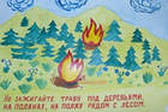 Не зажигайте траву под деревьями,
на полянах, на полях рядом с лесом.